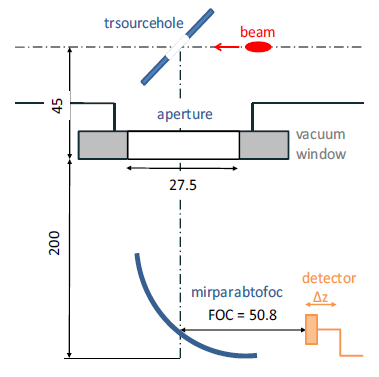 trsourcehole
beam
45
aperture
vacuum
window
27.5
200
mirparabtofoc
detector
Δz
FOC = 50.8